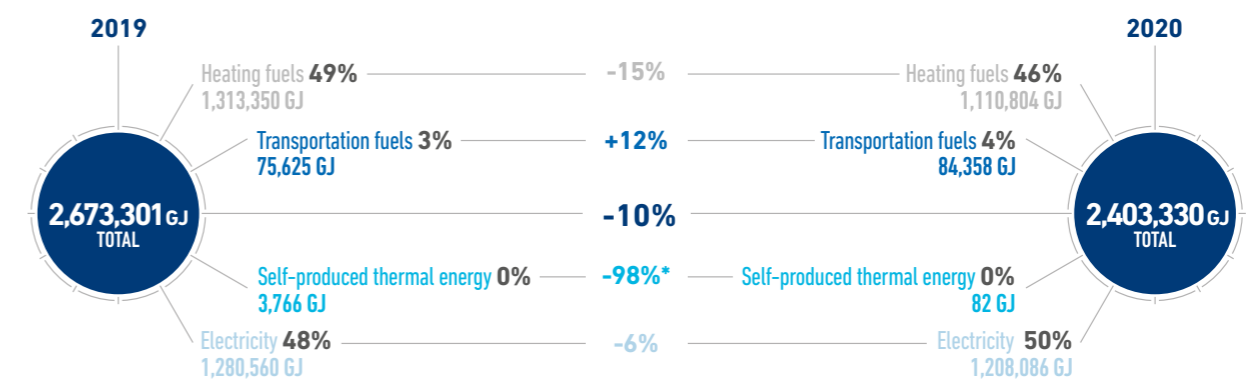 2019
2020
Heating fuels 49%
1,313,350 GJ
-15%
Heating fuels 46%
1,110,804 GJ
Transportation fuels 3%
75,625 GJ
+12%
Transportation fuels 4%
84,358 GJ
2,673,301 GJ
TOTAL
-10%
2,403,330 GJ
TOTAL
Self-produced thermal energy 0%
3,766 GJ
-98%*
Self-produced thermal energy 0%
82 GJ
Electricity 48%
1,280,560 GJ
-6%
Electricity 50%
1,208,086 GJ